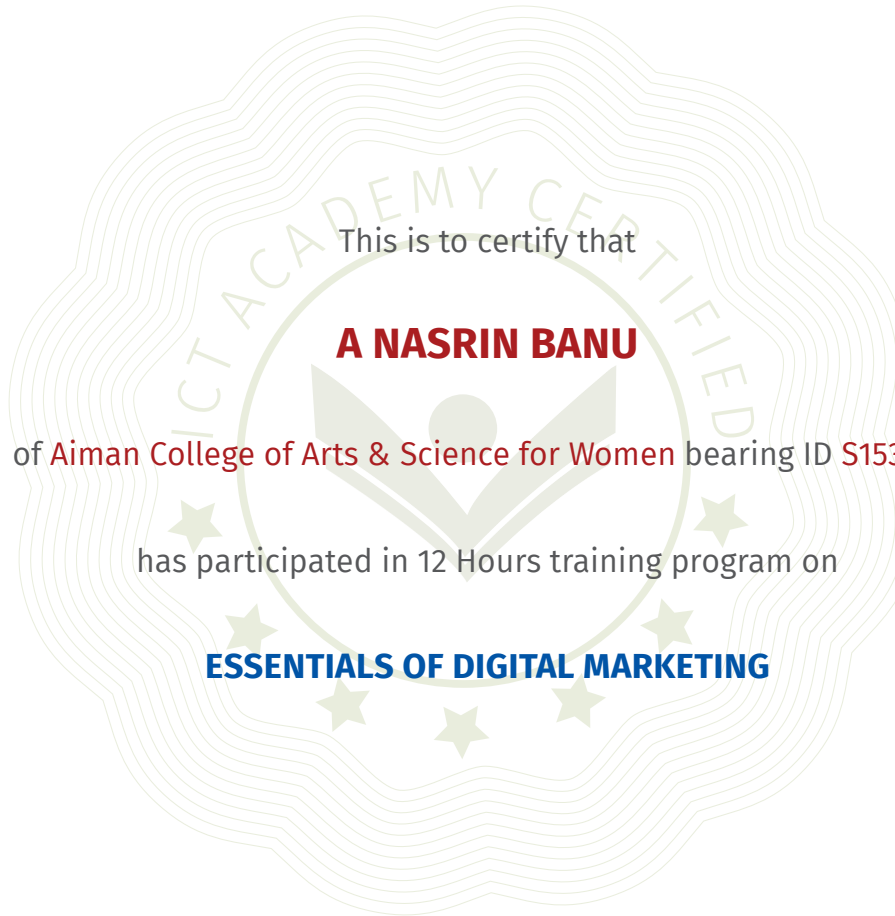 ICT ACADEMY CERTIFIED
This is to certify that
A NASRIN BANU
of Aiman College of Arts & Science for Women bearing ID S153
has participated in 12 Hours training program on
ESSENTIALS OF DIGITAL MARKETING